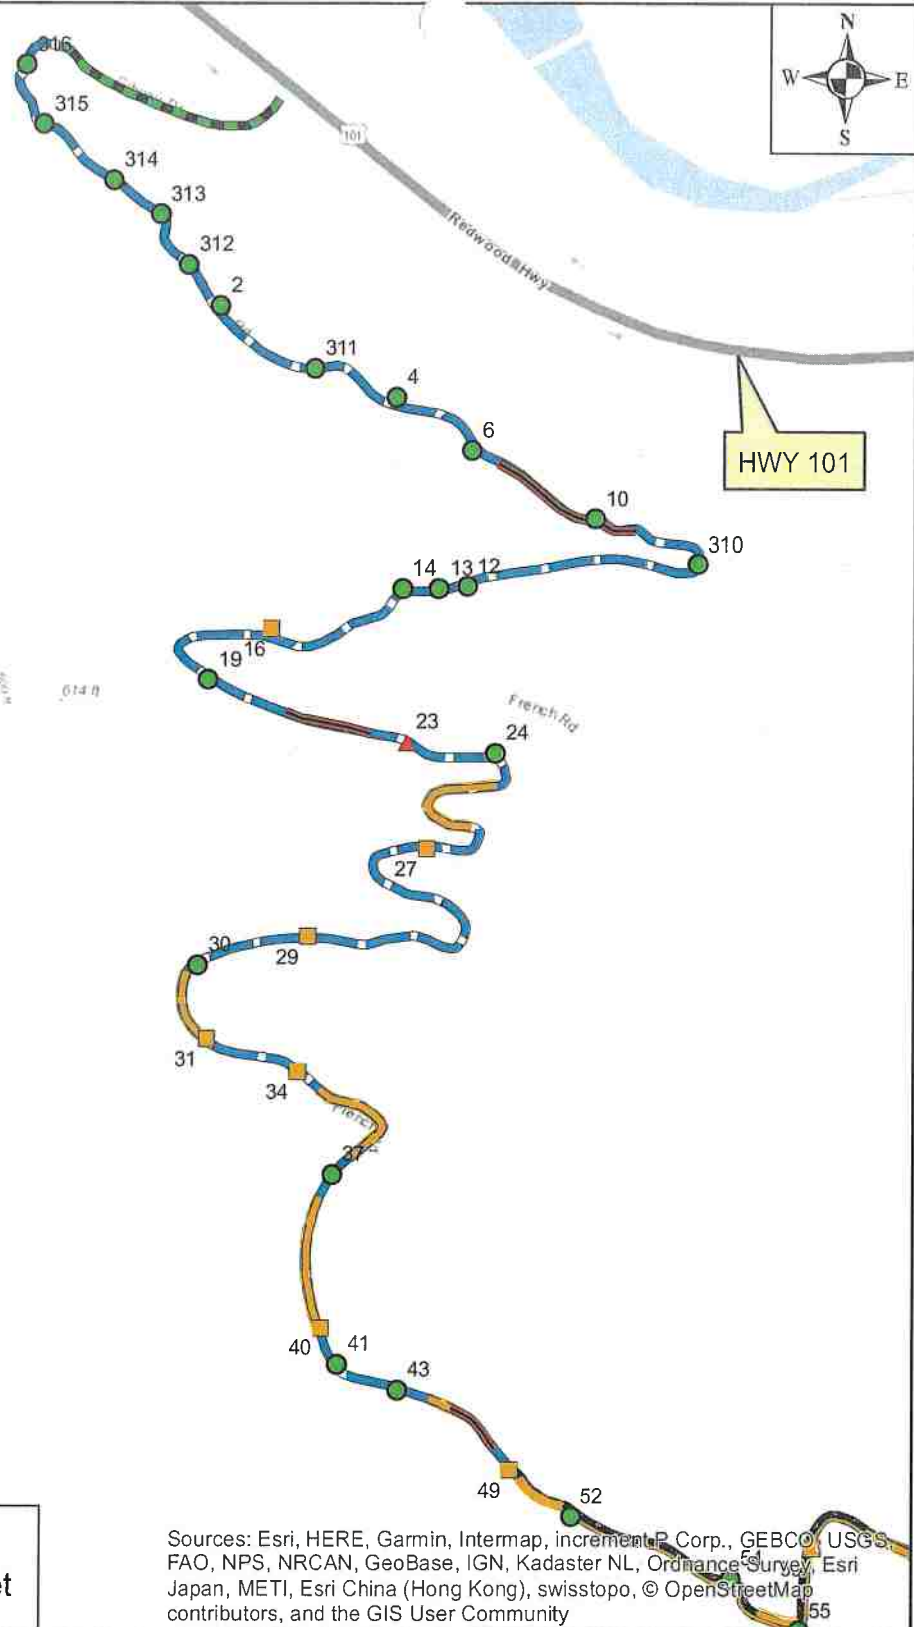 N
W E
S
316
315
101
314
313
312
Redwood Hwy
2
311
4
6
HWY 101
10
310
14 13 12
16
19
614 ft
French Rd
23
24
27
30
29
31
34
37
40
41
43
49
52
Sources: Esri, HERE, Garmin, Intermap, increment P Corp., GEBCO, USGS,
FAO, NPS, NRCAN, GeoBase, IGN, Kadaster NL, Ordnance Survey, Esri
Japan, METI, Esri China (Hong Kong), swisstopo, © OpenStreetMap
contributors, and the GIS User Community
55